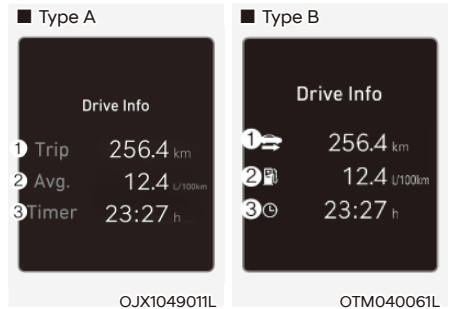 ■ Type A
Drive Info
1 Trip 256.4 km
2 Avg. 12.4 L/100km
3 Timer 23:27 h
OJX1049011L
■ Type B
Drive Info
1 256.4 km
2 12.4 L/100km
3 23:27 h
OTM040061L